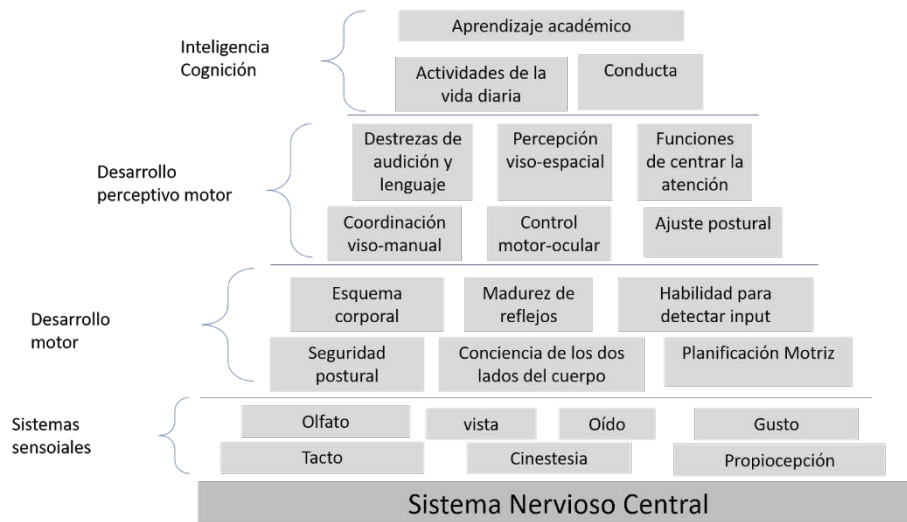 Inteligencia
Cognición
Aprendizaje académico
Actividades de la
vida diaria
Conducta
Desarrollo
perceptivo motor
Destrezas de
audición y
lenguaje
Percepción
viso-espacial
Funciones
de centrar la
atención
Coordinación
viso-manual
Control
motor-ocular
Ajuste postural
Desarrollo
motor
Esquema
corporal
Madurez de
reflejos
Habilidad para
detectar input
Seguridad
postural
Conciencia de los dos
lados del cuerpo
Planificación Motriz
Sistemas
sensoiales
Olfato
vista
Oído
Gusto
Tacto
Cinestesia
Propiocepción
Sistema Nervioso Central